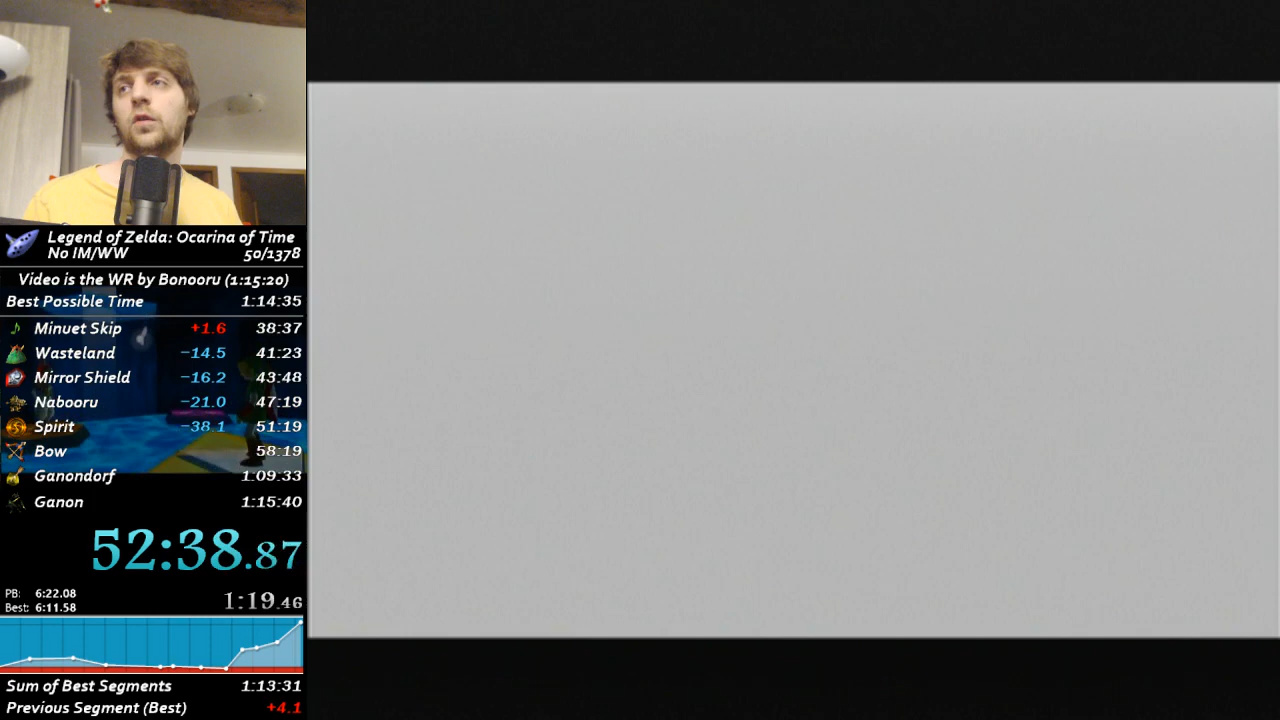 Legend of Zelda: Ocarina of Time
No IM/WW 50/1378
Video is the WR by Bonooru (1:15:20)
Best Possible Time 1:14:35
Minuet Skip +1.6 38:37
Wasteland −14.5 41:23
Mirror Shield −16.2 43:48
Nabooru −21.0 47:19
Spirit −38.1 51:19
Bow 58:19
Ganondorf 1:09:33
Ganon 1:15:40
52:38.87
PB: 6:22.08
Best: 6:11.58
1:19.46
Sum of Best Segments 1:13:31
Previous Segment (Best) +4.1